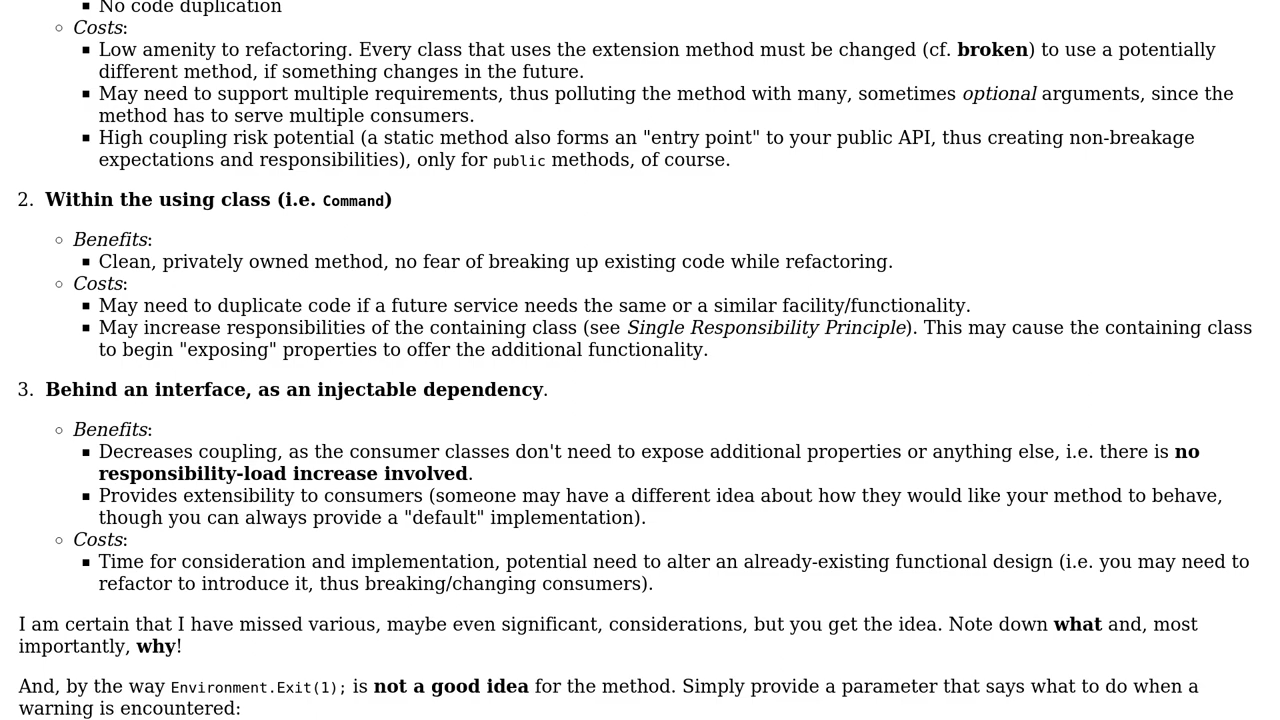 ▪ No code duplication
◦ Costs:
▪ Low amenity to refactoring. Every class that uses the extension method must be changed (cf. broken) to use a potentially
different method, if something changes in the future.
▪ May need to support multiple requirements, thus polluting the method with many, sometimes optional arguments, since the
method has to serve multiple consumers.
▪ High coupling risk potential (a static method also forms an "entry point" to your public API, thus creating non-breakage
expectations and responsibilities), only for public methods, of course.
2. Within the using class (i.e. Command)
◦ Benefits:
▪ Clean, privately owned method, no fear of breaking up existing code while refactoring.
◦ Costs:
▪ May need to duplicate code if a future service needs the same or a similar facility/functionality.
▪ May increase responsibilities of the containing class (see Single Responsibility Principle). This may cause the containing class
to begin "exposing" properties to offer the additional functionality.
3. Behind an interface, as an injectable dependency.
◦ Benefits:
▪ Decreases coupling, as the consumer classes don't need to expose additional properties or anything else, i.e. there is no
responsibility-load increase involved.
▪ Provides extensibility to consumers (someone may have a different idea about how they would like your method to behave,
though you can always provide a "default" implementation).
◦ Costs:
▪ Time for consideration and implementation, potential need to alter an already-existing functional design (i.e. you may need to
refactor to introduce it, thus breaking/changing consumers).
I am certain that I have missed various, maybe even significant, considerations, but you get the idea. Note down what and, most
importantly, why!
And, by the way Environment.Exit(1); is not a good idea for the method. Simply provide a parameter that says what to do when a
warning is encountered: